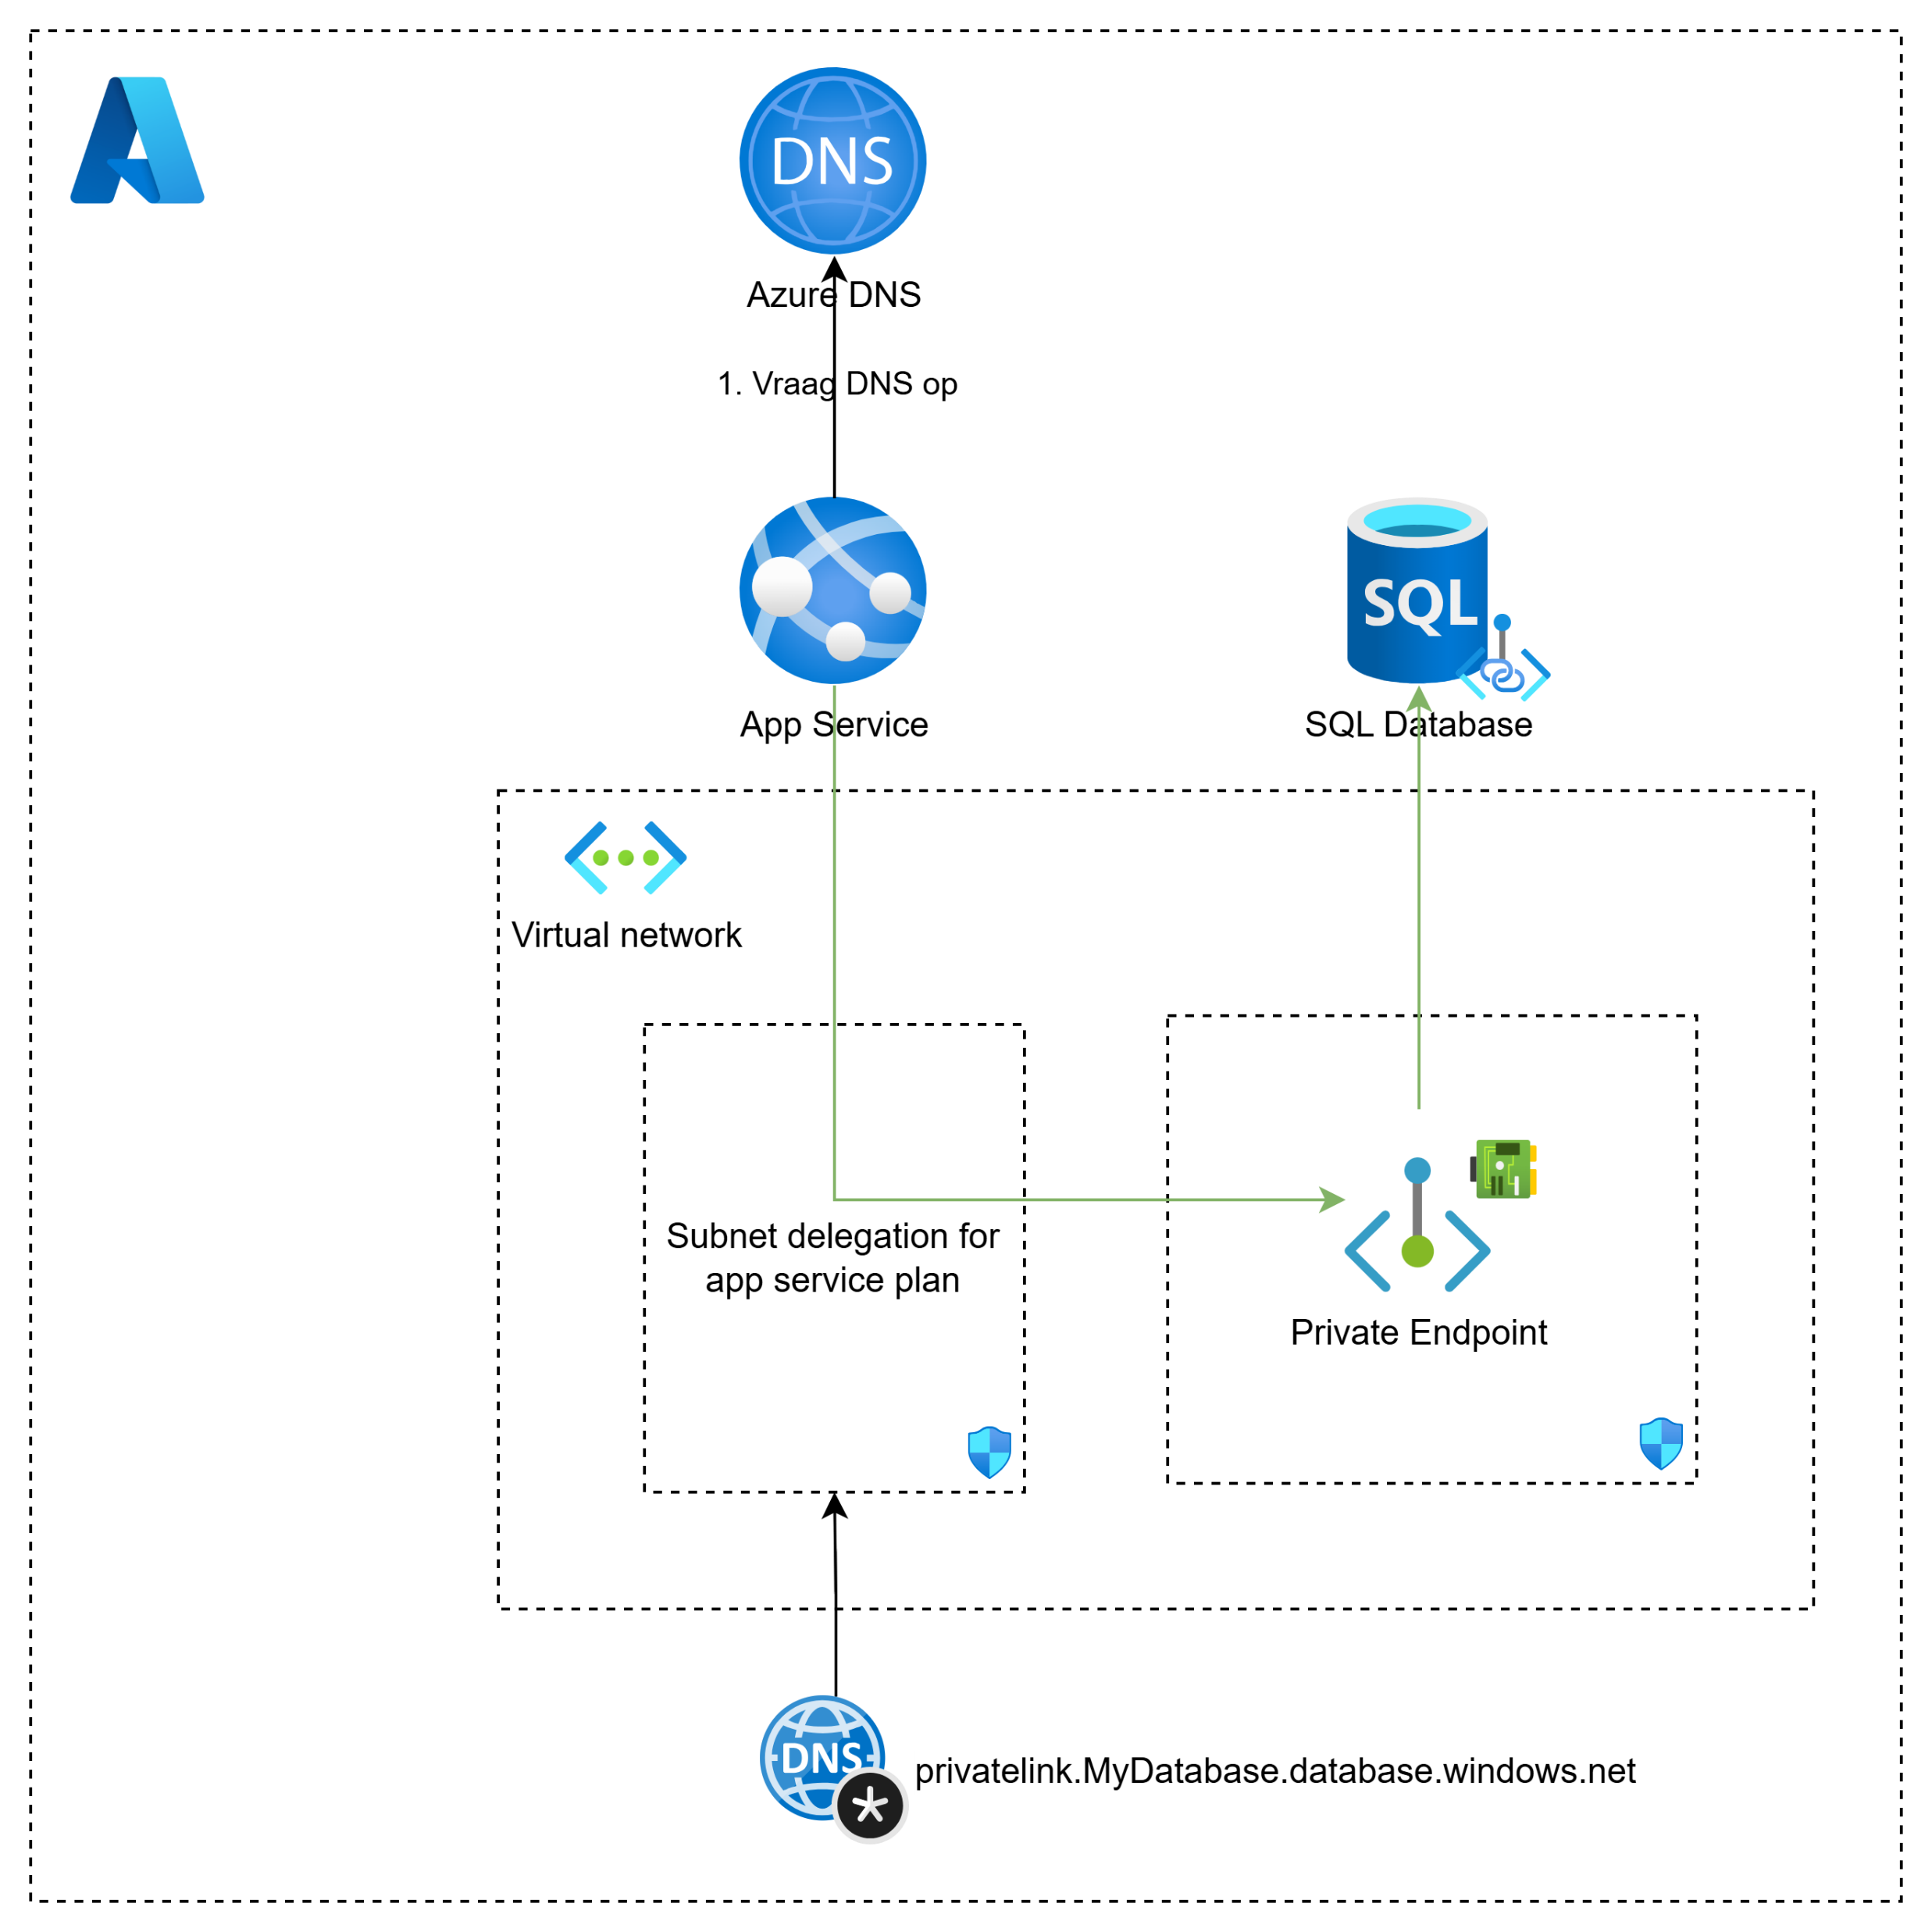 DNS
Azure DNS
1. Vraag DNS op
App Service
SQL
SQL Database
Virtual network
Subnet delegation for
app service plan
Private Endpoint
DNS
privatelink.MyDatabase.database.windows.net